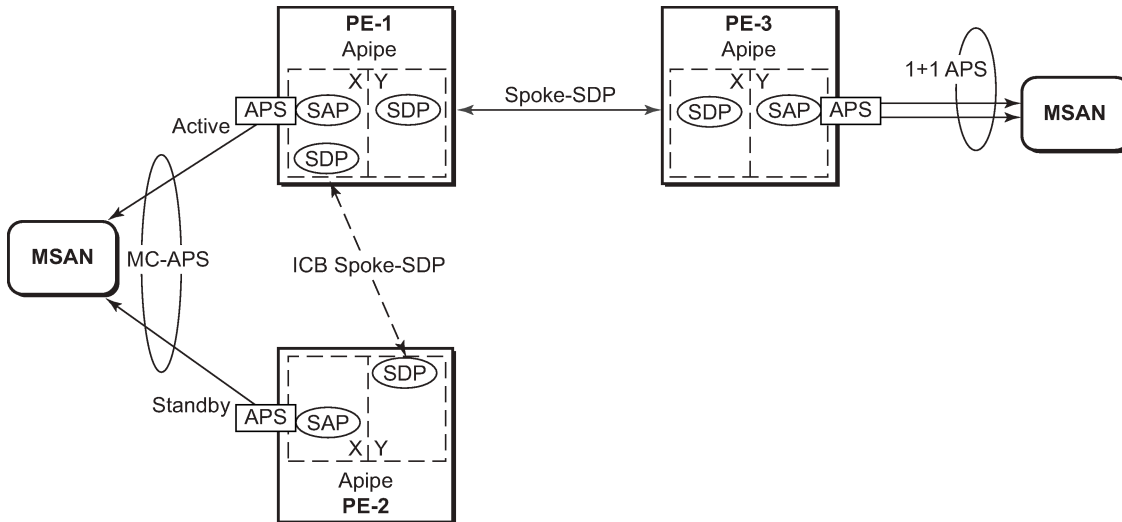 PE-1
Apipe
X Y
APS
SAP
SDP
SDP
Active
Spoke-SDP
PE-3
Apipe
X Y
SDP
SAP
APS
1+1 APS
MSAN
MSAN
MC-APS
ICB Spoke-SDP
Standby
SDP
APS
SAP
X Y
Apipe
PE-2